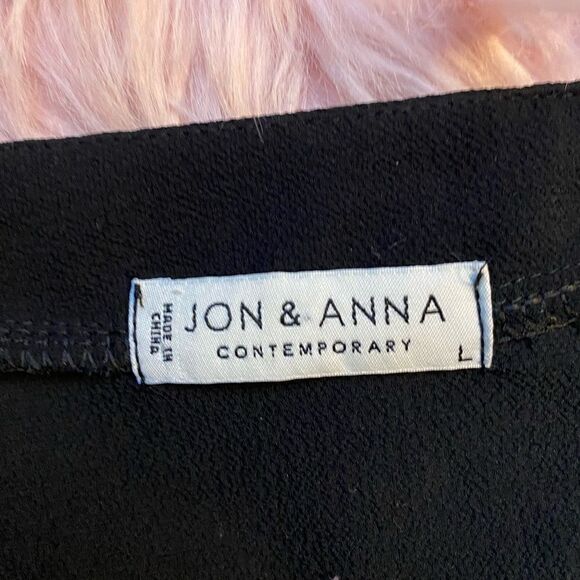 MADE IN
CHINA
JON & ANNA
CONTEMPORARY
L